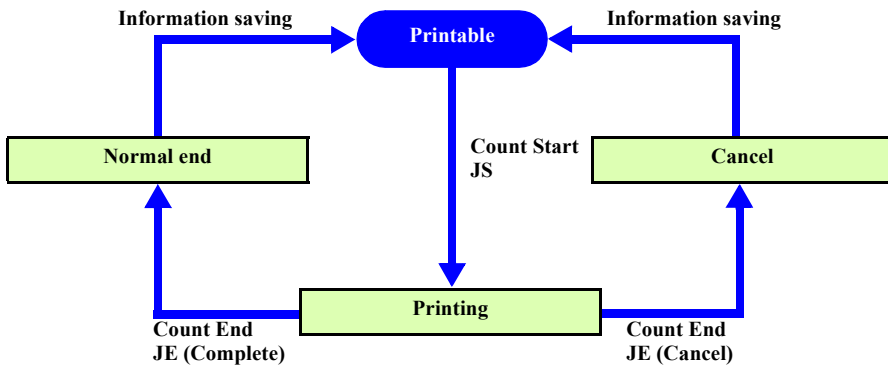 Information saving
Printable
Information saving
Normal end
Count Start
JS
Cancel
Printing
Count End
JE (Complete)
Count End
JE (Cancel)